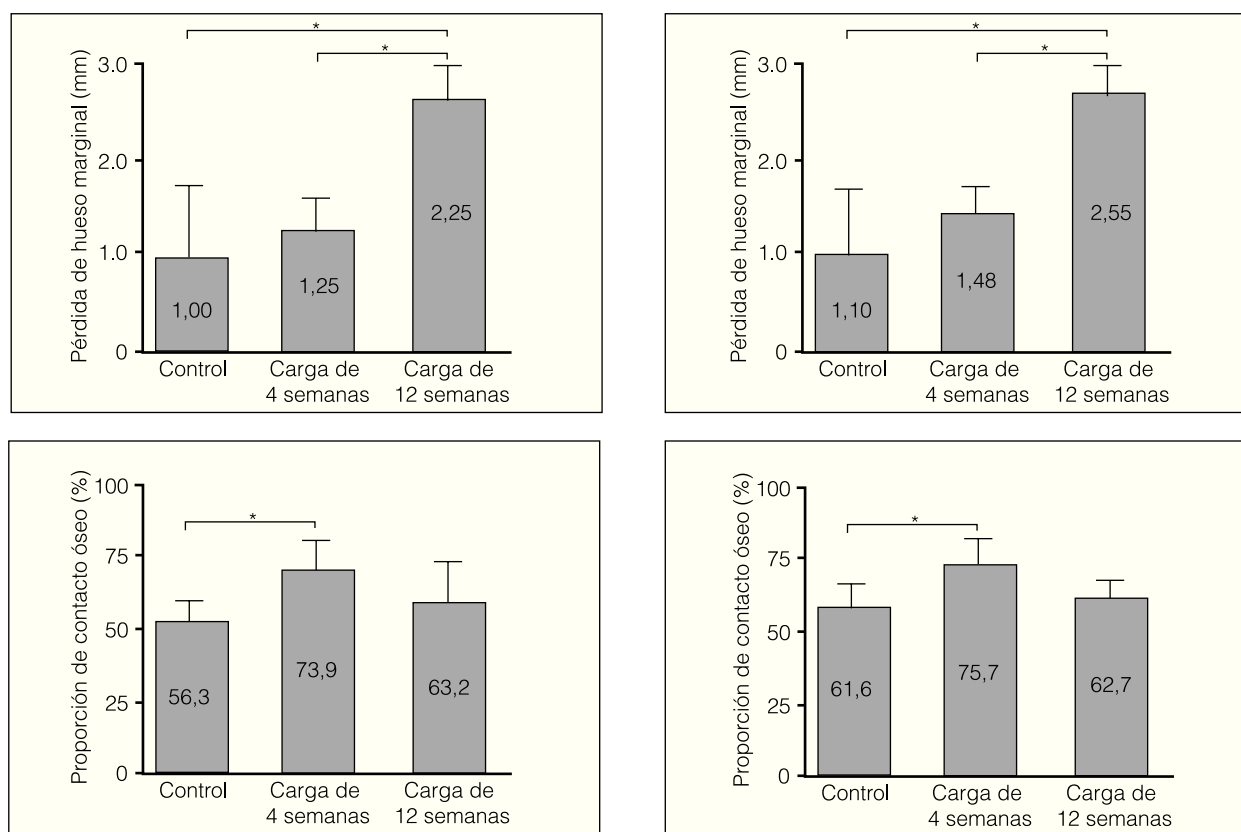 *
*
Pérdida de hueso marginal (mm)
3.0
2.0
1.0
0
1,00
1,25
2,25
Control
Carga de
4 semanas
Carga de
12 semanas
*
*
Pérdida de hueso marginal (mm)
3.0
2.0
1.0
0
1,10
1,48
2,55
Control
Carga de
4 semanas
Carga de
12 semanas
Proporción de contacto óseo (%)
100
75
50
25
0
*
56,3
73,9
63,2
Control
Carga de
4 semanas
Carga de
12 semanas
Proporción de contacto óseo (%)
100
75
50
25
0
*
61,6
75,7
62,7
Control
Carga de
4 semanas
Carga de
12 semanas